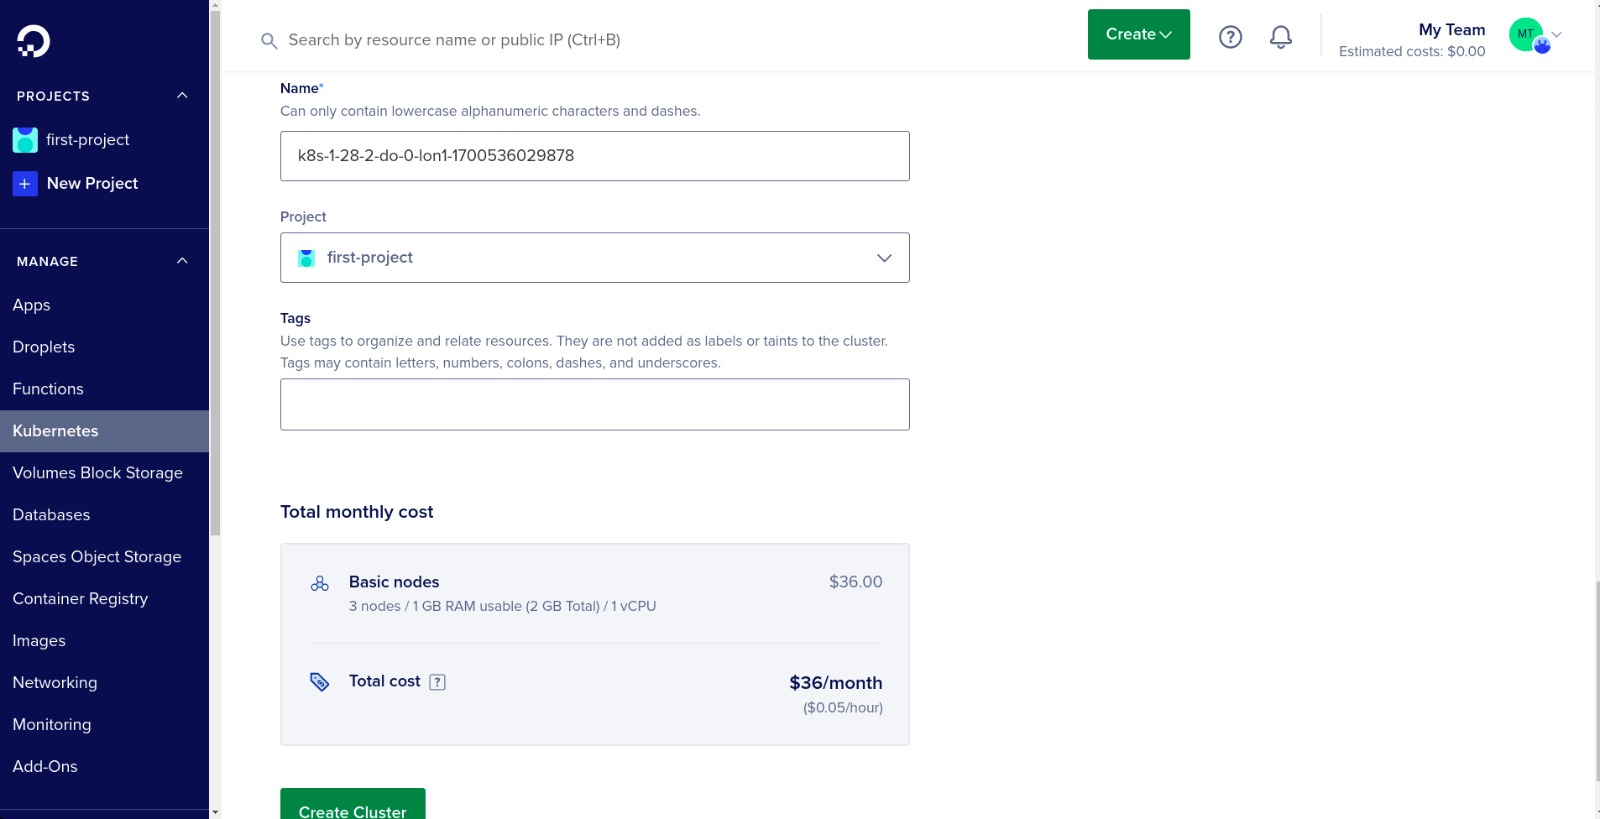 Search by resource name or public IP (Ctrl+B)
Create
My Team
Estimated costs: $0.00
MT
PROJECTS
first-project
+ New Project
MANAGE
Apps
Droplets
Functions
Kubernetes
Volumes Block Storage
Databases
Spaces Object Storage
Container Registry
Images
Networking
Monitoring
Add-Ons
Name*
Can only contain lowercase alphanumeric characters and dashes.
k8s-1-28-2-do-0-lon1-1700536029878
Project
first-project
Tags
Use tags to organize and relate resources. They are not added as labels or taints to the cluster.
Tags may contain letters, numbers, colons, dashes, and underscores.
Total monthly cost
Basic nodes $36.00
3 nodes / 1 GB RAM usable (2 GB Total) / 1 vCPU
Total cost ? $36/month
($0.05/hour)
Create Cluster